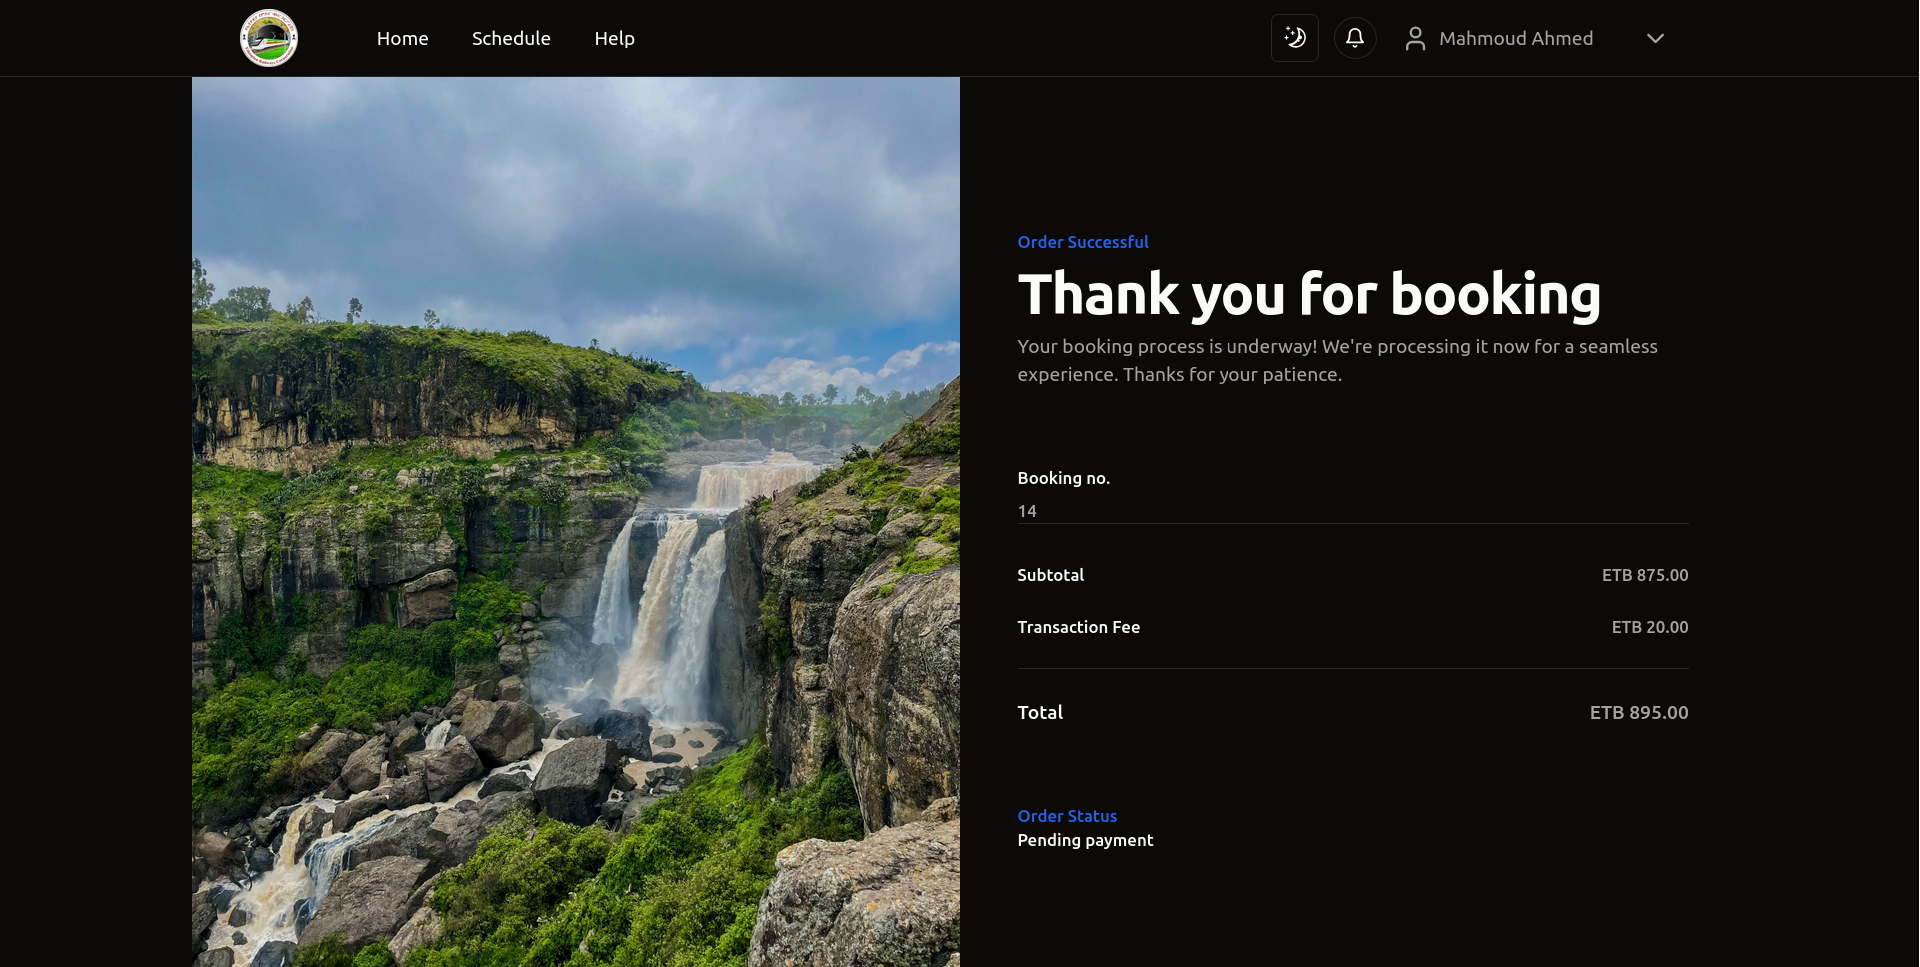 Home
Schedule
Help
Mahmoud Ahmed
Order Successful
Thank you for booking
Your booking process is underway! We're processing it now for a seamless
experience. Thanks for your patience.
Booking no.
14
Subtotal
ETB 875.00
Transaction Fee
ETB 20.00
Total
ETB 895.00
Order Status
Pending payment